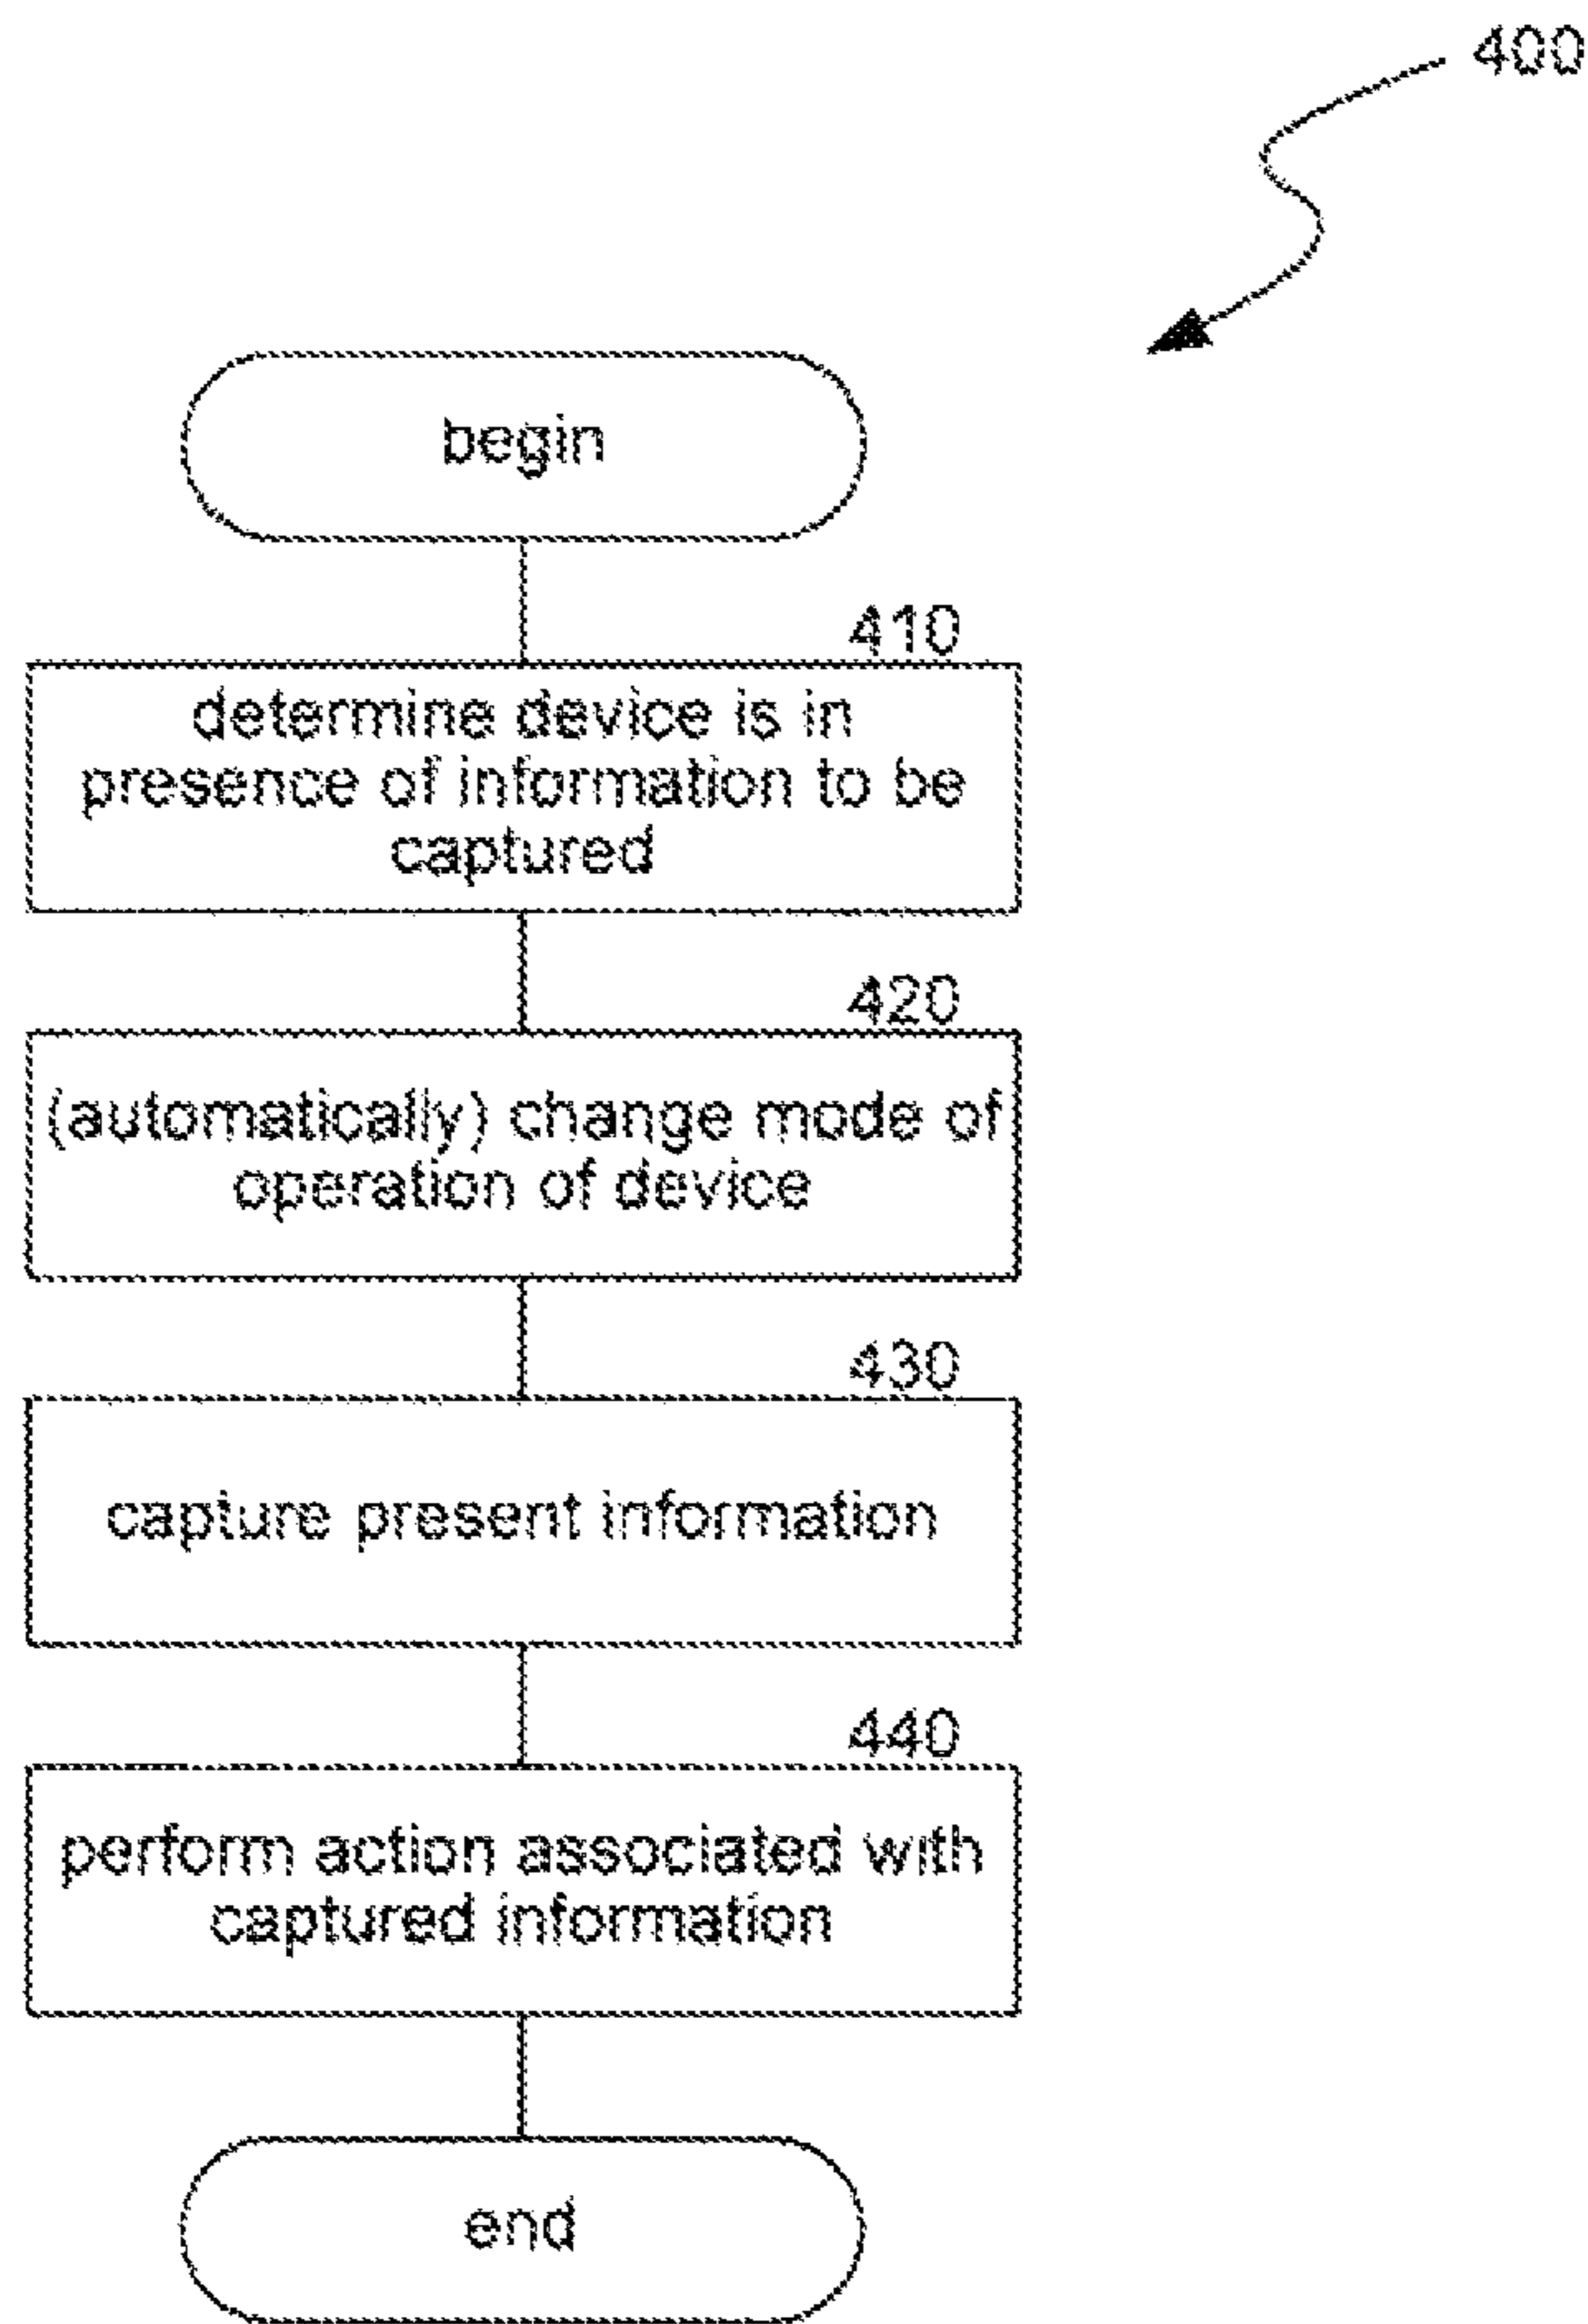 400
begin
410
determine device is in
presence of information to be
captured
420
(automatically) change mode of
operation of device
430
capture present information
440
perform action associated with
captured information
end